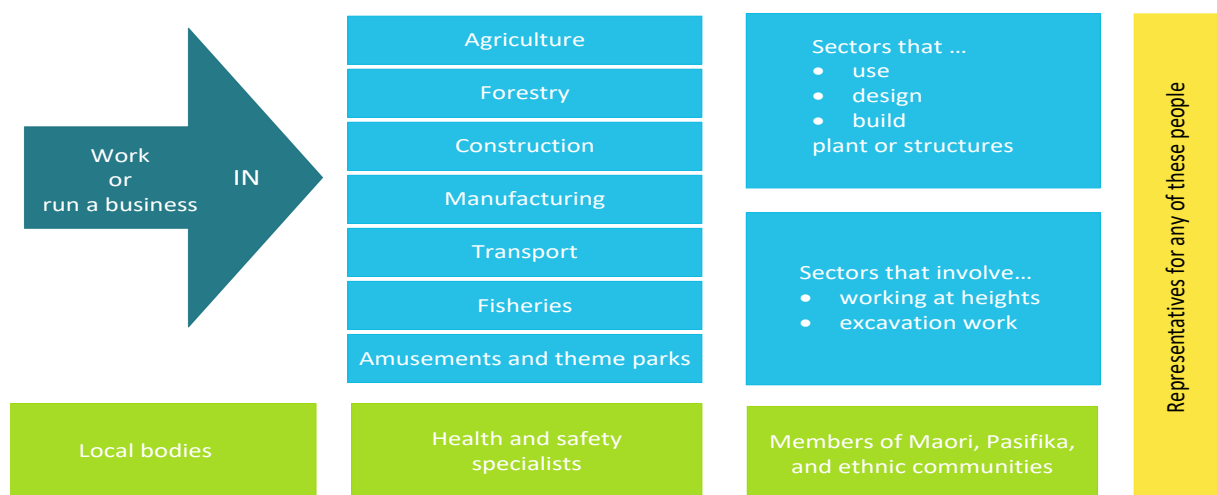 Work
or
run a business
IN
Agriculture
Forestry
Construction
Manufacturing
Transport
Fisheries
Amusements and theme parks
Sectors that ...
● use
● design
● build
plant or structures
Sectors that involve...
● working at heights
● excavation work
Representatives for any of these people
Local bodies
Health and safety
specialists
Members of Maori, Pasifika,
and ethnic communities